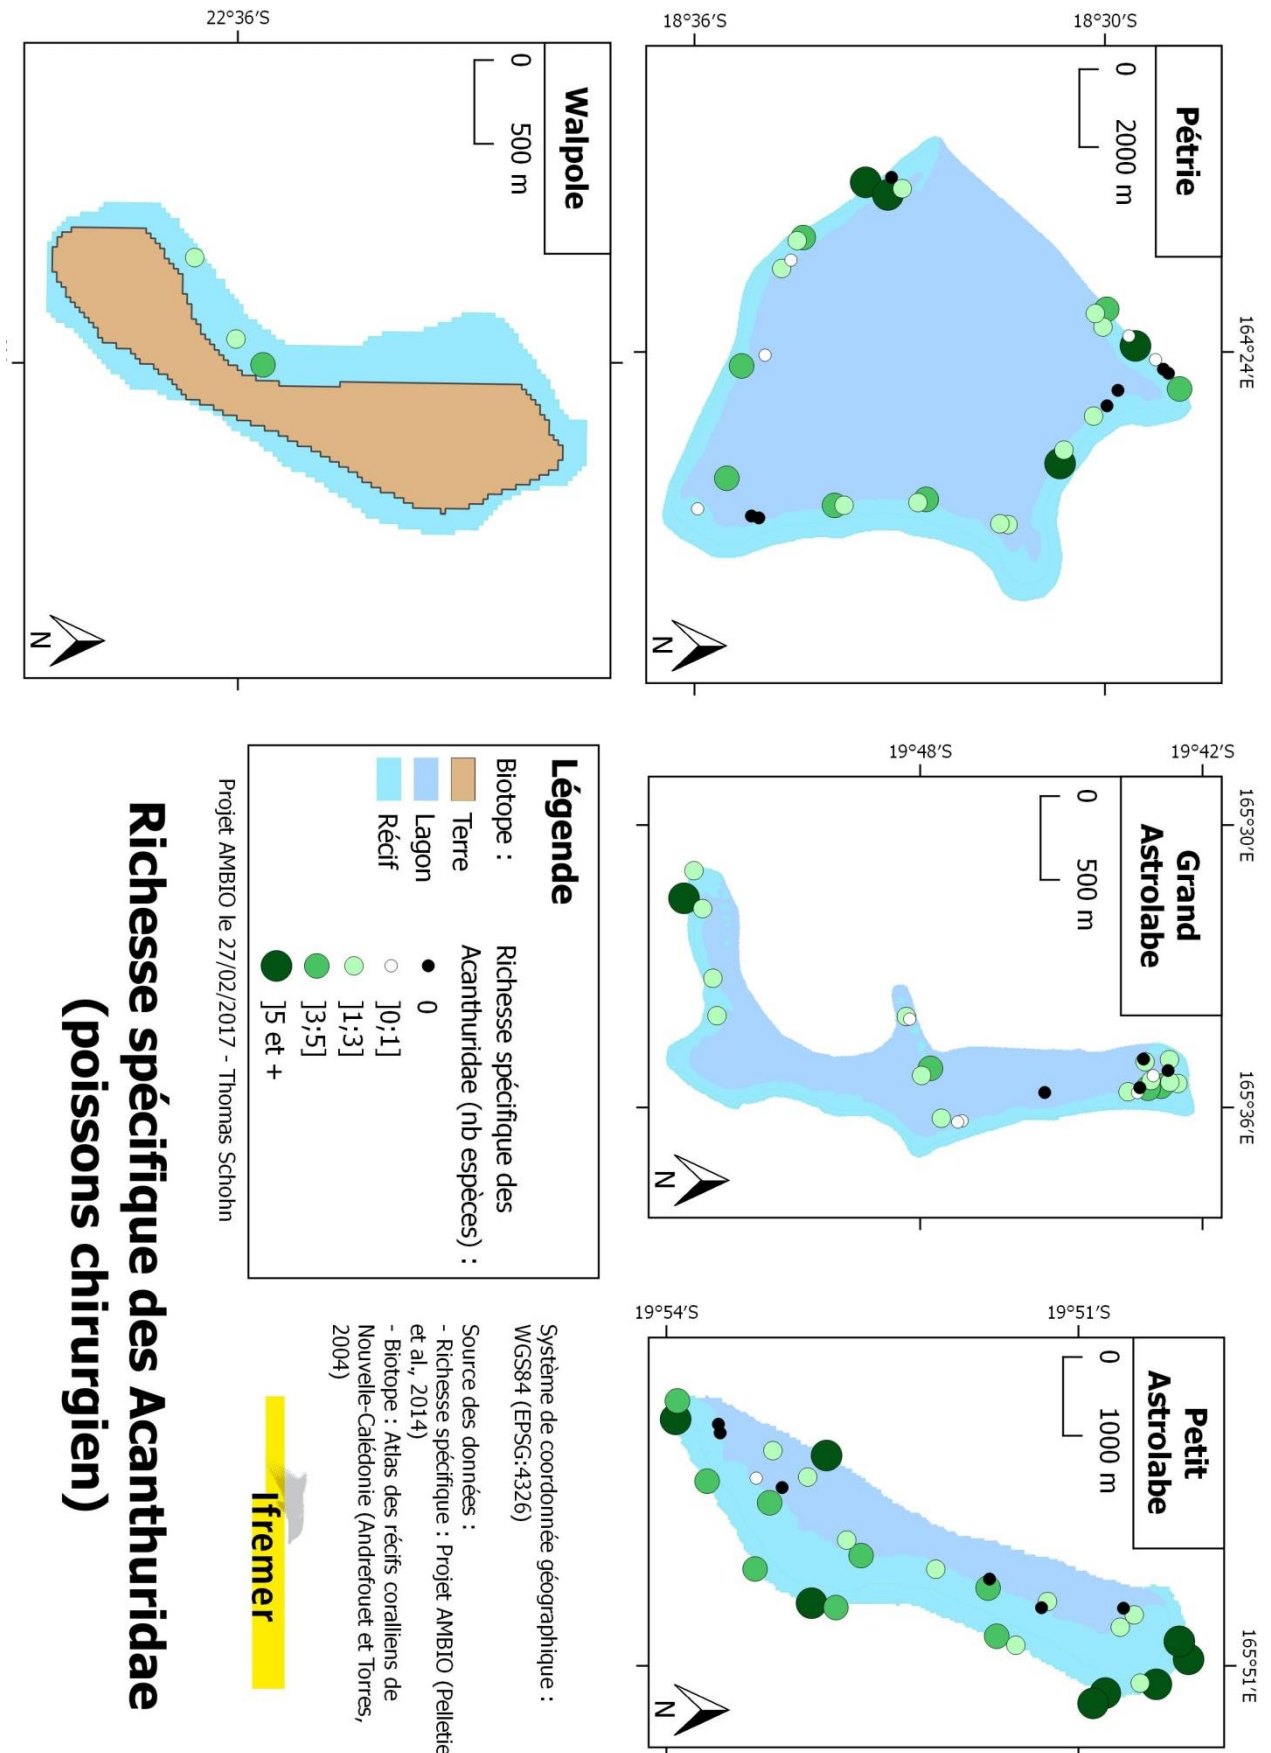 Pétrie
0 2000 m
164°24'E
18°30'S
18°36'S
N
Grand
Astrolabe
0 500 m
165°30'E
165°36'E
19°42'S
19°48'S
N
Petit
Astrolabe
0 1000 m
165°51'E
19°51'S
19°54'S
N
Walpole
0 500 m
22°36'S
N
Légende
Biotope :
Terre
Lagon
Récif
Richesse spécifique des
Acanthuridae (nb espèces) :
0
]0;1]
]1;3]
]3;5]
]5 et +
Projet AMBIO le 27/02/2017 - Thomas Schohn
Système de coordonnée géographique :
WGS84 (EPSG:4326)
Source des données :
- Richesse spécifique : Projet AMBIO (Pelletie
et al., 2014)
- Biotope : Atlas des récifs coralliens de
Nouvelle-Calédonie (Andrefouet et Torres,
2004)
Ifremer
Richesse spécifique des Acanthuridae
(poissons chirurgien)